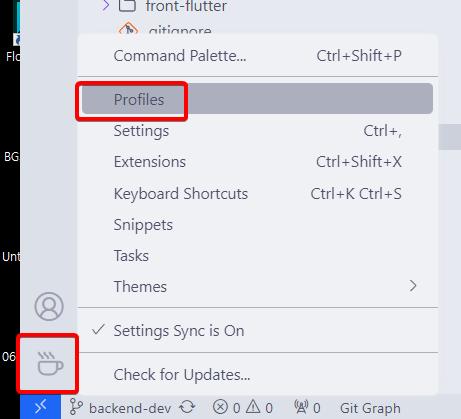 front-flutter
.gitignore
Flo
Command Palette... Ctrl+Shift+P
Profiles
Settings Ctrl+,
BG
Extensions Ctrl+Shift+X
Keyboard Shortcuts Ctrl+K Ctrl+S
Snippets
Unt
Tasks
Themes
Settings Sync is On
06
Check for Updates...
backend-dev 0 0 0 Git Graph